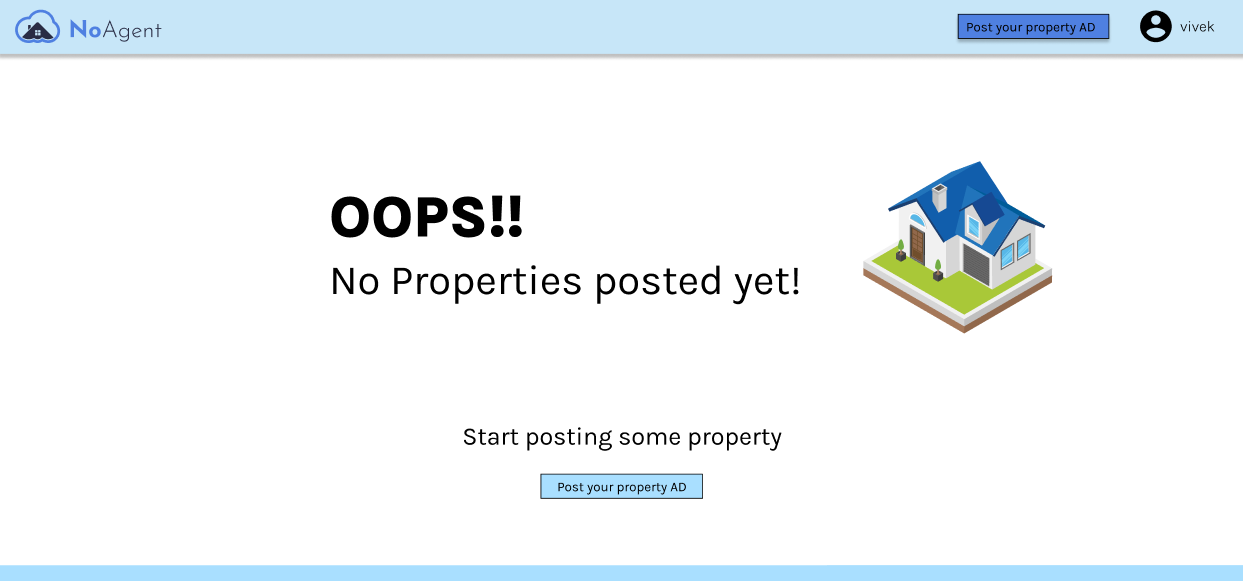 NoAgent
Post your property AD
vivek
OOPS!!
No Properties posted yet!
Start posting some property
Post your property AD